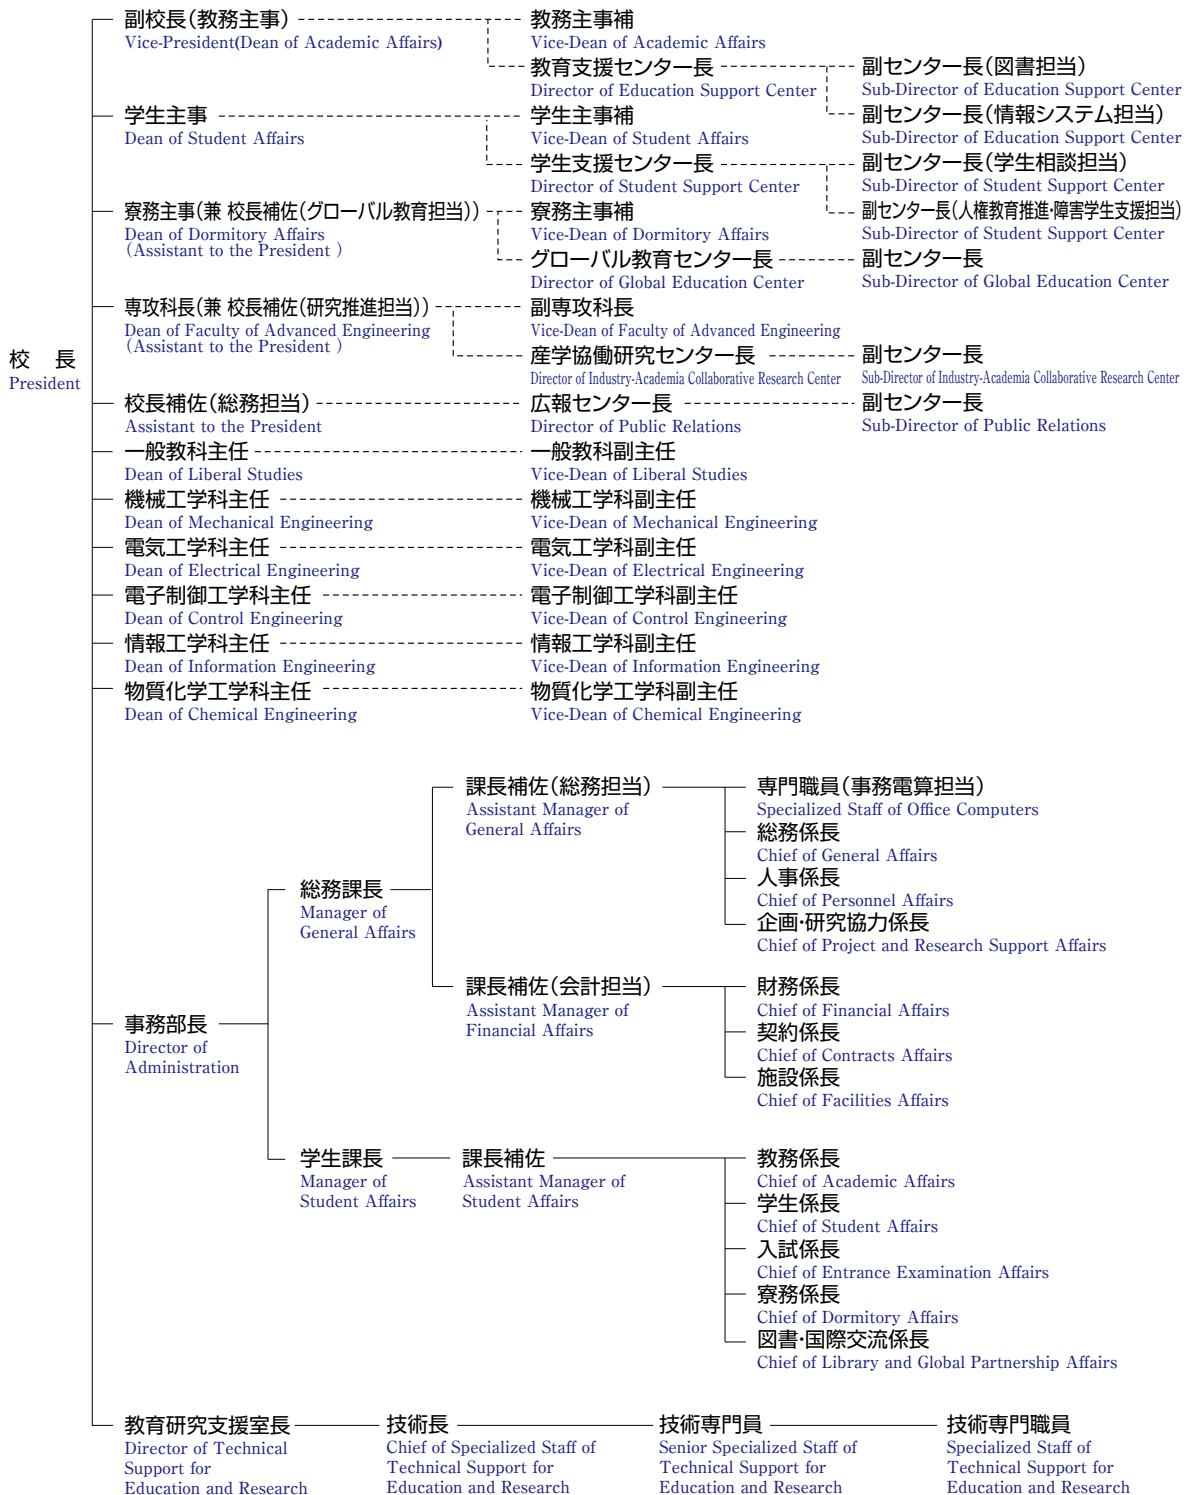 校　長
President
副校長（教務主事）
Vice-President(Dean of Academic Affairs)
教務主事補
Vice-Dean of Academic Affairs
教育支援センター長
Director of Education Support Center
副センター長（図書担当）
Sub-Director of Education Support Center
副センター長（情報システム担当）
Sub-Director of Education Support Center
学生主事
Dean of Student Affairs
学生主事補
Vice-Dean of Student Affairs
学生支援センター長
Director of Student Support Center
副センター長（学生相談担当）
Sub-Director of Student Support Center
副センター長（人権教育推進・障害学生支援担当）
Sub-Director of Student Support Center
寮務主事（兼 校長補佐（グローバル教育担当））
Dean of Dormitory Affairs
（Assistant to the President ）
寮務主事補
Vice-Dean of Dormitory Affairs
グローバル教育センター長
Director of Global Education Center
副センター長
Sub-Director of Global Education Center
専攻科長（兼 校長補佐（研究推進担当））
Dean of Faculty of Advanced Engineering
（Assistant to the President ）
副専攻科長
Vice-Dean of Faculty of Advanced Engineering
産学協働研究センター長
Director of Industry-Academia Collaborative Research Center
副センター長
Sub-Director of Industry-Academia Collaborative Research Center
校長補佐（総務担当）
Assistant to the President
広報センター長
Director of Public Relations
副センター長
Sub-Director of Public Relations
一般教科主任
Dean of Liberal Studies
一般教科副主任
Vice-Dean of Liberal Studies
機械工学科主任
Dean of Mechanical Engineering
機械工学科副主任
Vice-Dean of Mechanical Engineering
電気工学科主任
Dean of Electrical Engineering
電気工学科副主任
Vice-Dean of Electrical Engineering
電子制御工学科主任
Dean of Control Engineering
電子制御工学科副主任
Vice-Dean of Control Engineering
情報工学科主任
Dean of Information Engineering
情報工学科副主任
Vice-Dean of Information Engineering
物質化学工学科主任
Dean of Chemical Engineering
物質化学工学科副主任
Vice-Dean of Chemical Engineering
事務部長
Director of
Administration
総務課長
Manager of
General Affairs
課長補佐（総務担当）
Assistant Manager of
General Affairs
専門職員（事務電算担当）
Specialized Staff of Office Computers
総務係長
Chief of General Affairs
人事係長
Chief of Personnel Affairs
企画・研究協力係長
Chief of Project and Research Support Affairs
課長補佐（会計担当）
Assistant Manager of
Financial Affairs
財務係長
Chief of Financial Affairs
契約係長
Chief of Contracts Affairs
施設係長
Chief of Facilities Affairs
学生課長
Manager of
Student Affairs
課長補佐
Assistant Manager of
Student Affairs
教務係長
Chief of Academic Affairs
学生係長
Chief of Student Affairs
入試係長
Chief of Entrance Examination Affairs
寮務係長
Chief of Dormitory Affairs
図書・国際交流係長
Chief of Library and Global Partnership Affairs
教育研究支援室長
Director of Technical
Support for
Education and Research
技術長
Chief of Specialized Staff of
Technical Support for
Education and Research
技術専門員
Senior Specialized Staff of
Technical Support for
Education and Research
技術専門職員
Specialized Staff of
Technical Support for
Education and Research